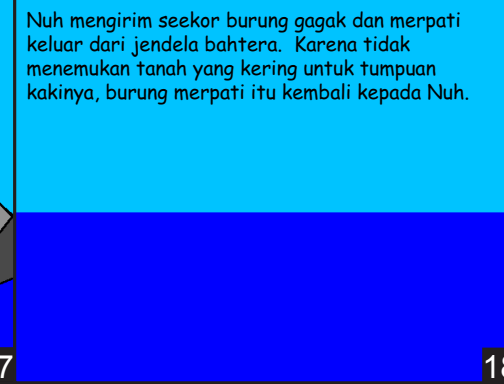 Nuh mengirim seekor burung gagak dan merpati
keluar dari jendela bahtera.  Karena tidak
menemukan tanah yang kering untuk tumpuan
kakinya, burung merpati itu kembali kepada Nuh.
7